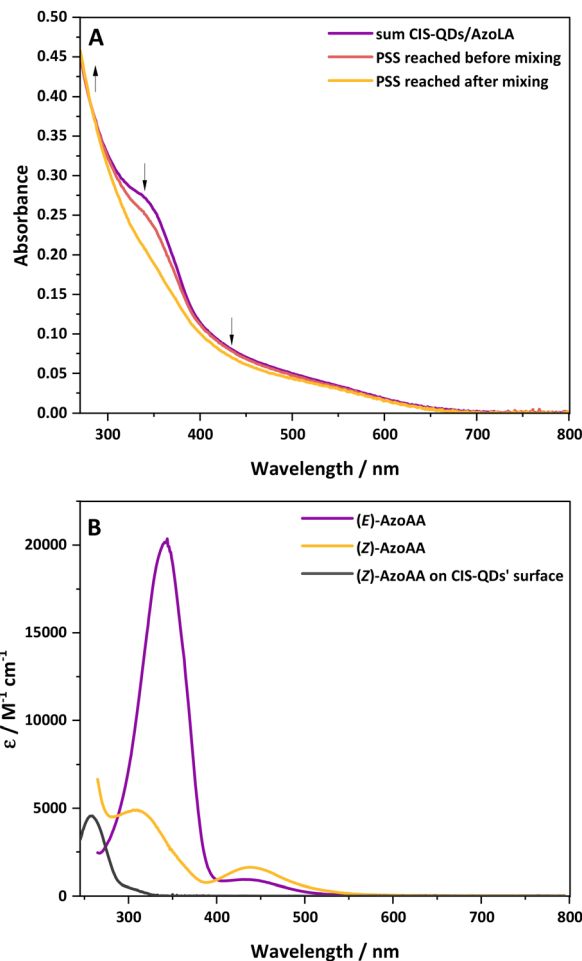 A
sum CIS-QDs/AzoLA
PSS reached before mixing
PSS reached after mixing
0.45
0.40
0.35
0.30
0.25
0.20
0.15
0.10
0.05
0.00
Absorbance
300 400 500 600 700 800
Wavelength / nm
B
(E)-AzoAA
(Z)-AzoAA
(Z)-AzoAA on CIS-QDs' surface
20000
15000
10000
5000
0
ε / M⁻¹ cm⁻¹
300 400 500 600 700 800
Wavelength / nm